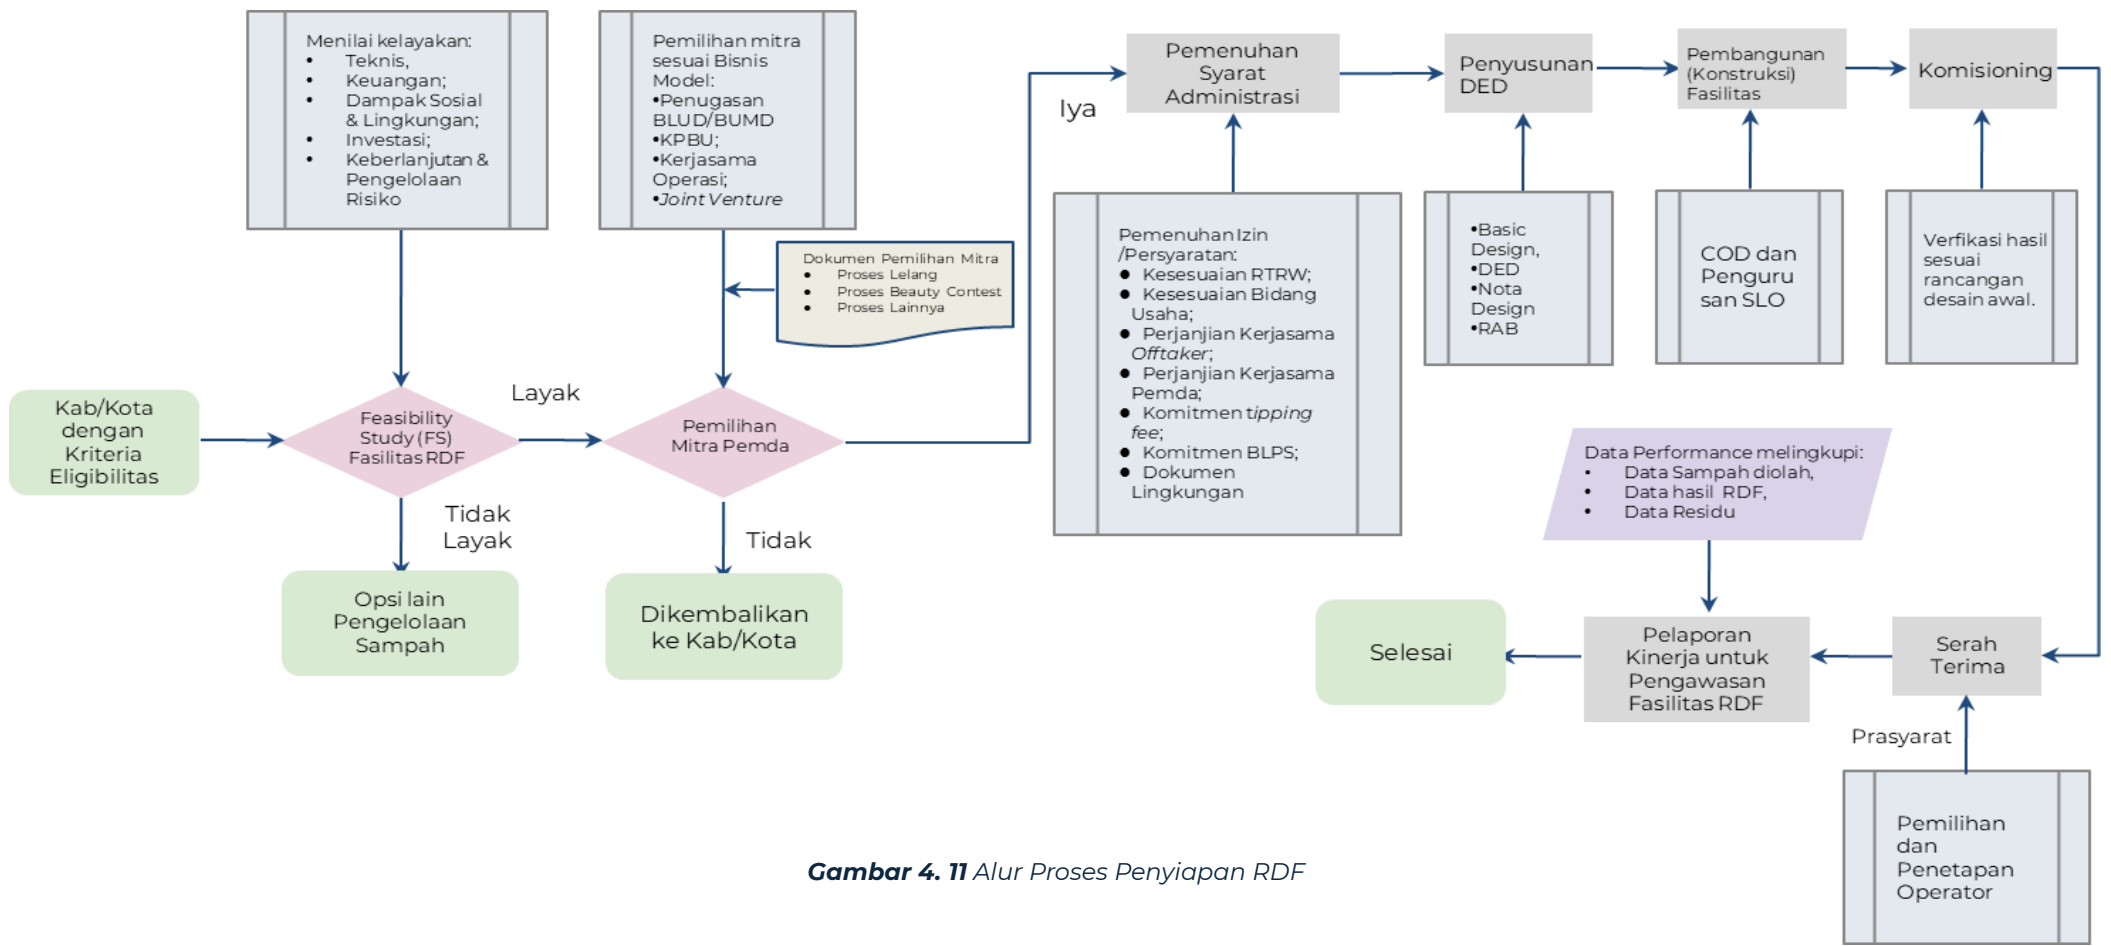 Menilai kelayakan:
• Teknis,
• Keuangan;
• Dampak Sosial
& Lingkungan;
• Investasi;
• Keberlanjutan &
Pengelolaan
Risiko
Pemilihan mitra
sesuai Bisnis
Model:
•Penugasan
BLUD/BUMD
•KPBU;
•Kerjasama
Operasi;
•Joint Venture
Dokumen Pemilihan Mitra
• Proses Lelang
• Proses Beauty Contest
• Proses Lainnya
Kab/Kota
dengan
Kriteria
Eligibilitas
Feasibility
Study (FS)
Fasilitas RDF
Layak
Tidak
Layak
Opsi lain
Pengelolaan
Sampah
Pemilihan
Mitra Pemda
Tidak
Dikembalikan
ke Kab/Kota
Iya
Pemenuhan
Syarat
Administrasi
Pemenuhan Izin
/Persyaratan:
● Kesesuaian RTRW;
● Kesesuaian Bidang
Usaha;
● Perjanjian Kerjasama
Offtaker;
● Perjanjian Kerjasama
Pemda;
● Komitmen tipping
fee;
● Komitmen BLPS;
● Dokumen
Lingkungan
Penyusunan
DED
•Basic
Design,
•DED
•Nota
Design
•RAB
Pembangunan
(Konstruksi)
Fasilitas
COD dan
Penguru
san SLO
Komisioning
Verfikasi hasil
sesuai
rancangan
desain awal.
Data Performance melingkupi:
• Data Sampah diolah,
• Data hasil RDF,
• Data Residu
Selesai
Pelaporan
Kinerja untuk
Pengawasan
Fasilitas RDF
Serah
Terima
Prasyarat
Pemilihan
dan
Penetapan
Operator
Gambar 4. 11 Alur Proses Penyiapan RDF